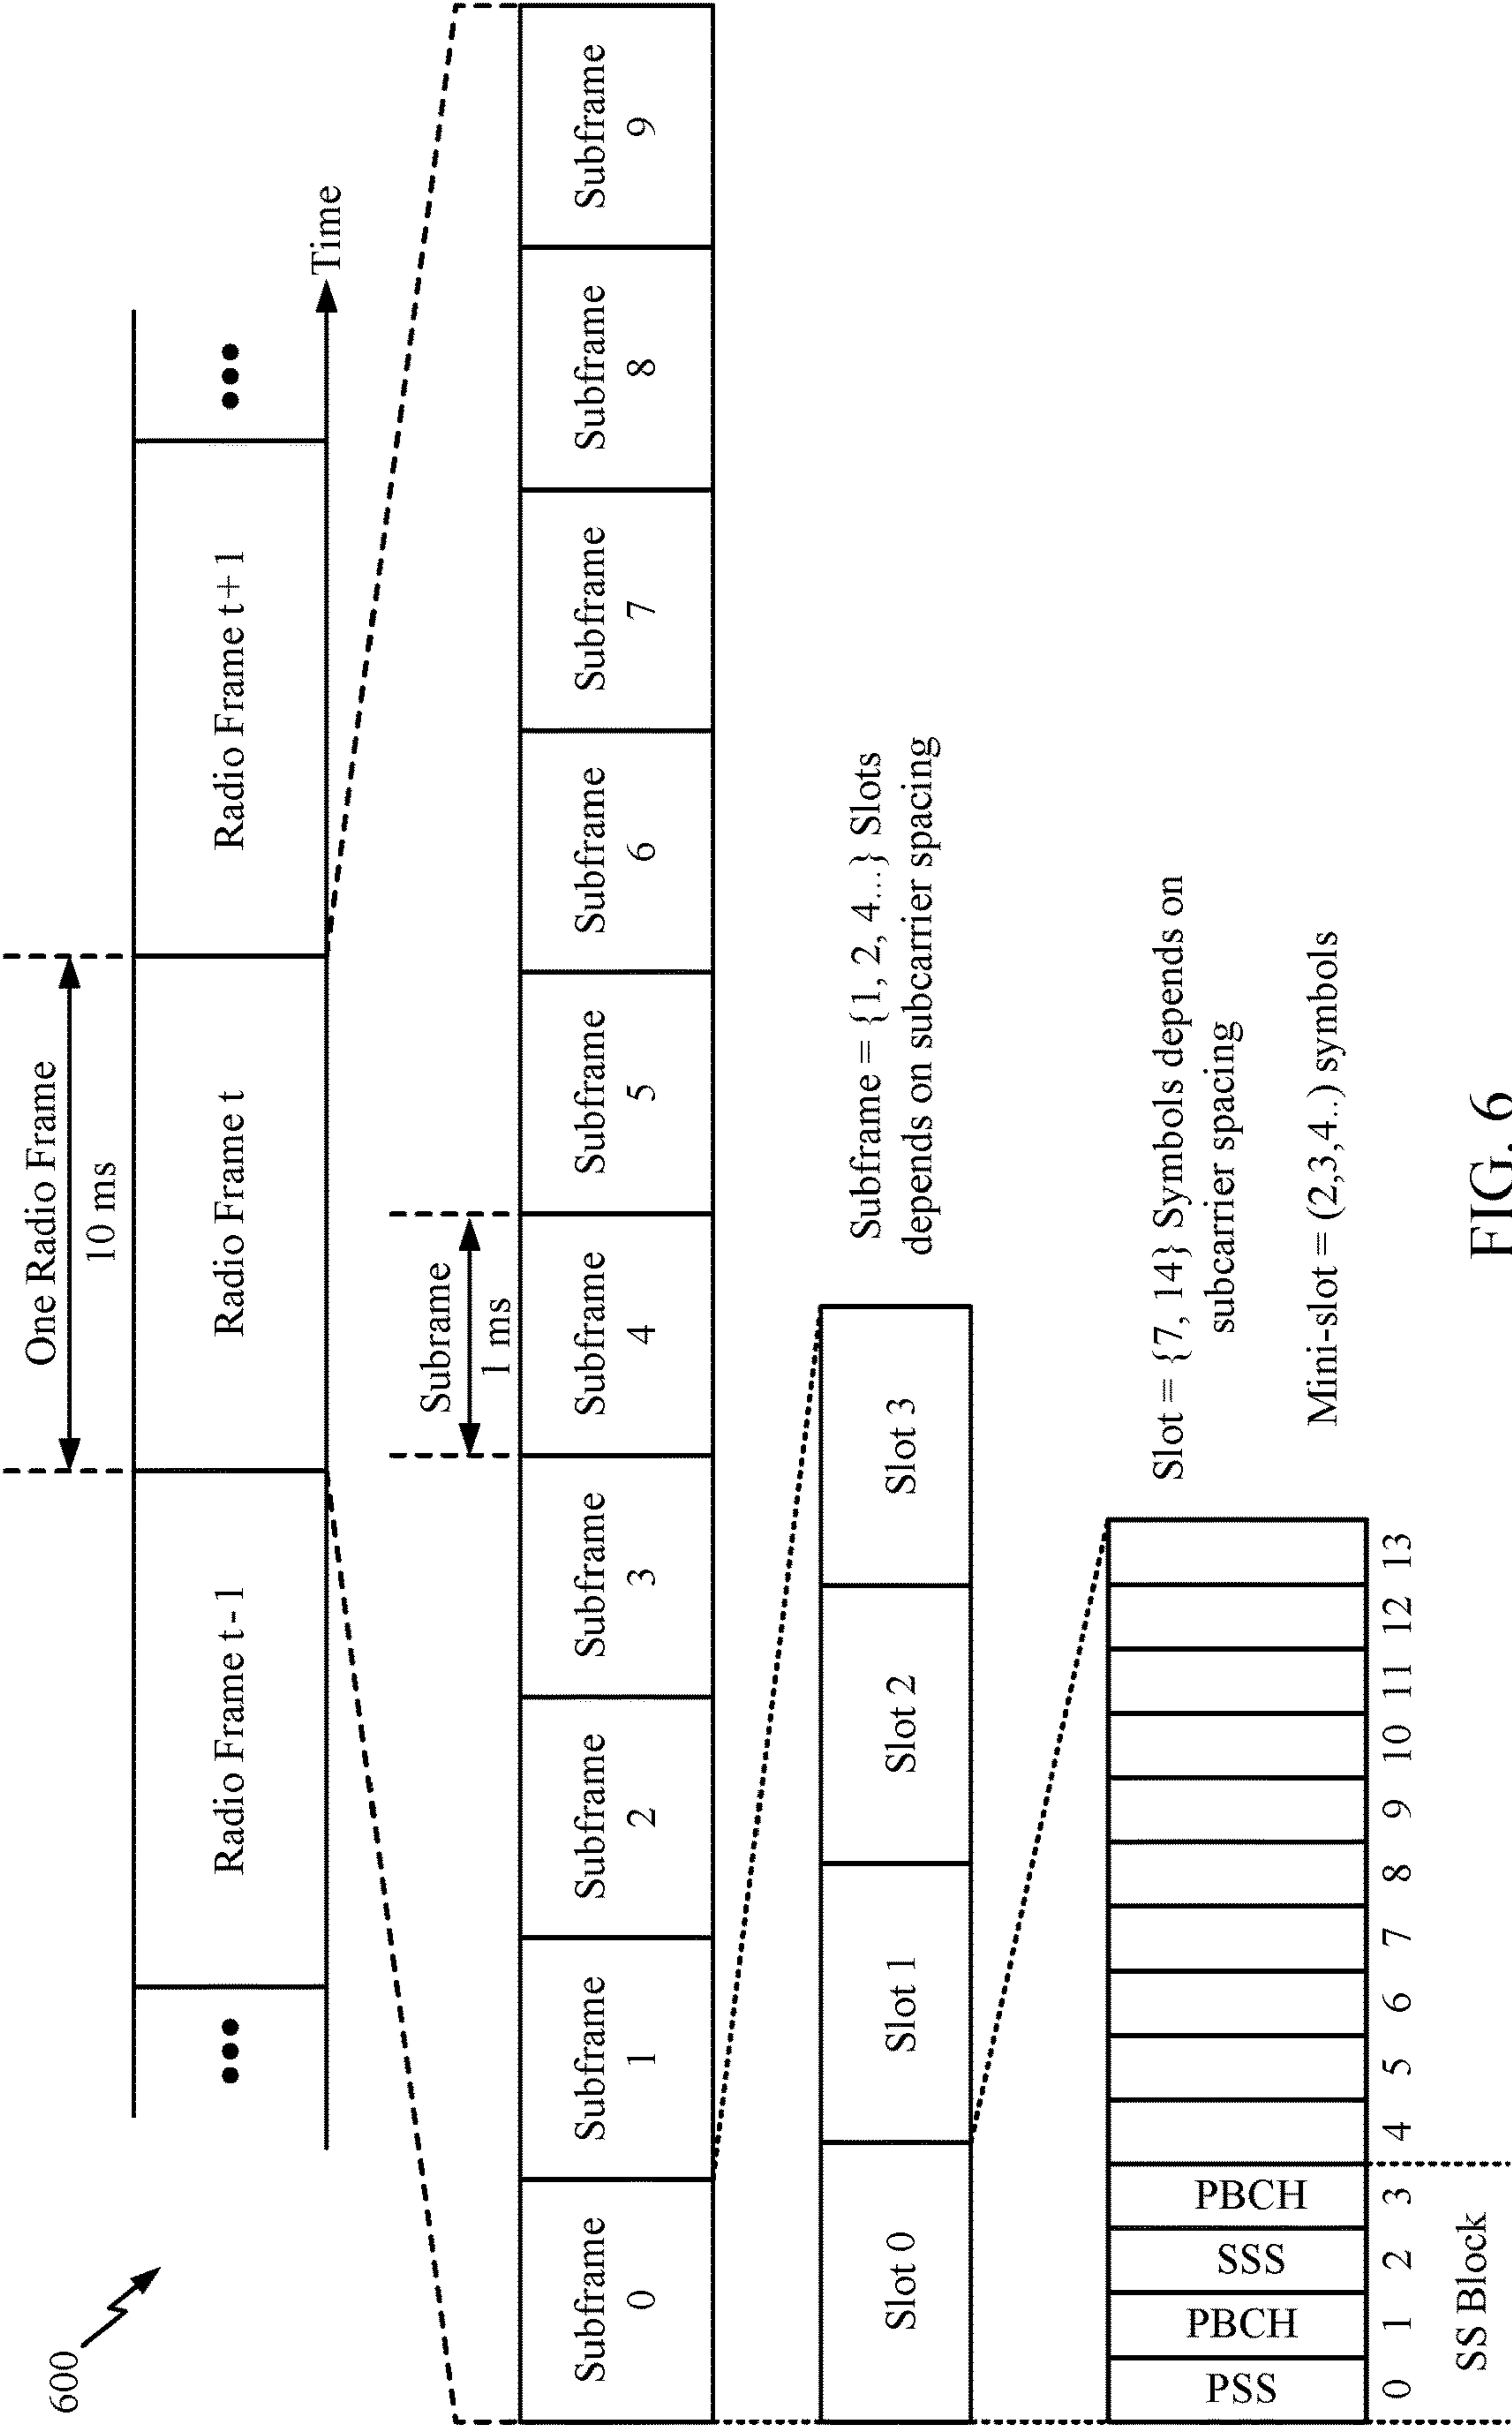 600
One Radio Frame
10 ms
••• Radio Frame t-1 Radio Frame t Radio Frame t+1 •••
Time
Subrame
1 ms
Subframe 0
Subframe 1
Subframe 2
Subframe 3
Subframe 4
Subframe 5
Subframe 6
Subframe 7
Subframe 8
Subframe 9
Slot 0 Slot 1 Slot 2 Slot 3
Subframe = {1, 2, 4...} Slots
depends on subcarrier spacing
PSS PBCH SSS PBCH
0 1 2 3 4 5 6 7 8 9 10 11 12 13
SS Block
Slot = {7, 14} Symbols depends on
subcarrier spacing
Mini-slot = (2,3,4..) symbols
FIG. 6